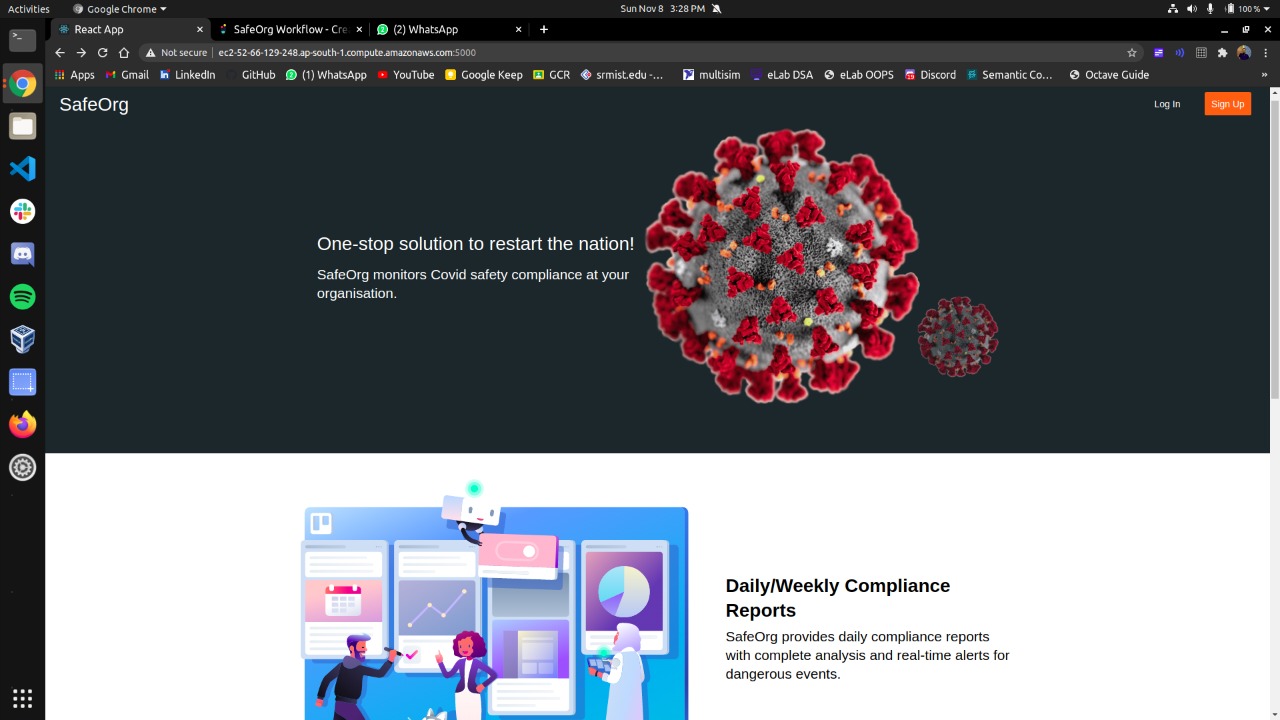 Activities
Google Chrome
Sun Nov 8 3:28 PM
100 %
React App
SafeOrg Workflow - Cre
(2) WhatsApp
Not secure
ec2-52-66-129-248.ap-south-1.compute.amazonaws.com:5000
Apps
Gmail
LinkedIn
GitHub
(1) WhatsApp
YouTube
Google Keep
GCR
srmist.edu -...
multisim
eLab DSA
eLab OOPS
Discord
Semantic Co...
Octave Guide
»
SafeOrg
Log In
Sign Up
One-stop solution to restart the nation!
SafeOrg monitors Covid safety compliance at your
organisation.
Daily/Weekly Compliance
Reports
SafeOrg provides daily compliance reports
with complete analysis and real-time alerts for
dangerous events.